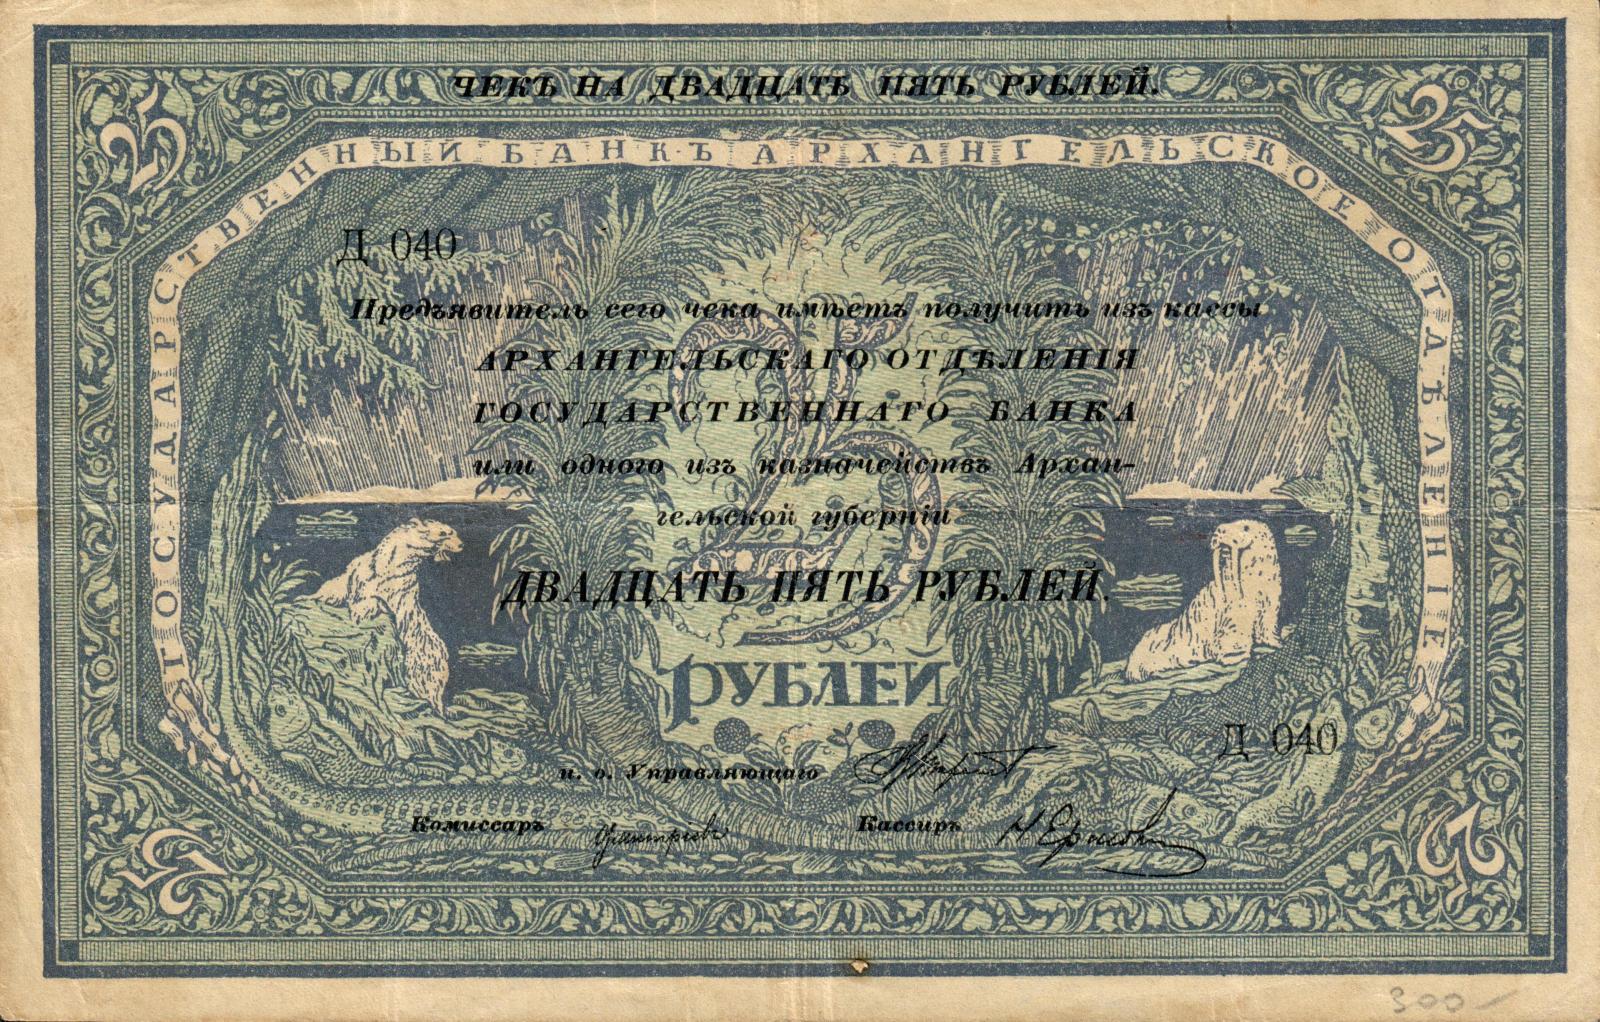 ЧЕКЪ НА ДВАДЦАТЬ ПЯТЬ РУБЛЕЙ.
25
25
ГОСУДАРСТВЕННЫЙ БАНКЪ АРХАНГЕЛЬСКОЕ ОТДѢЛЕНІЕ
Д 040
Предъявитель сего чека имѣетъ получить изъ кассы
АРХАНГЕЛЬСКАГО ОТДѢЛЕНІЯ
ГОСУДАРСТВЕННАГО БАНКА
или одного изъ казначействъ Архан-
гельской губерніи
25
ДВАДЦАТЬ ПЯТЬ РУБЛЕЙ.
РУБЛЕЙ
Д 040
и. о. Управляющаго
Комиссаръ
Кассиръ
25
25
300